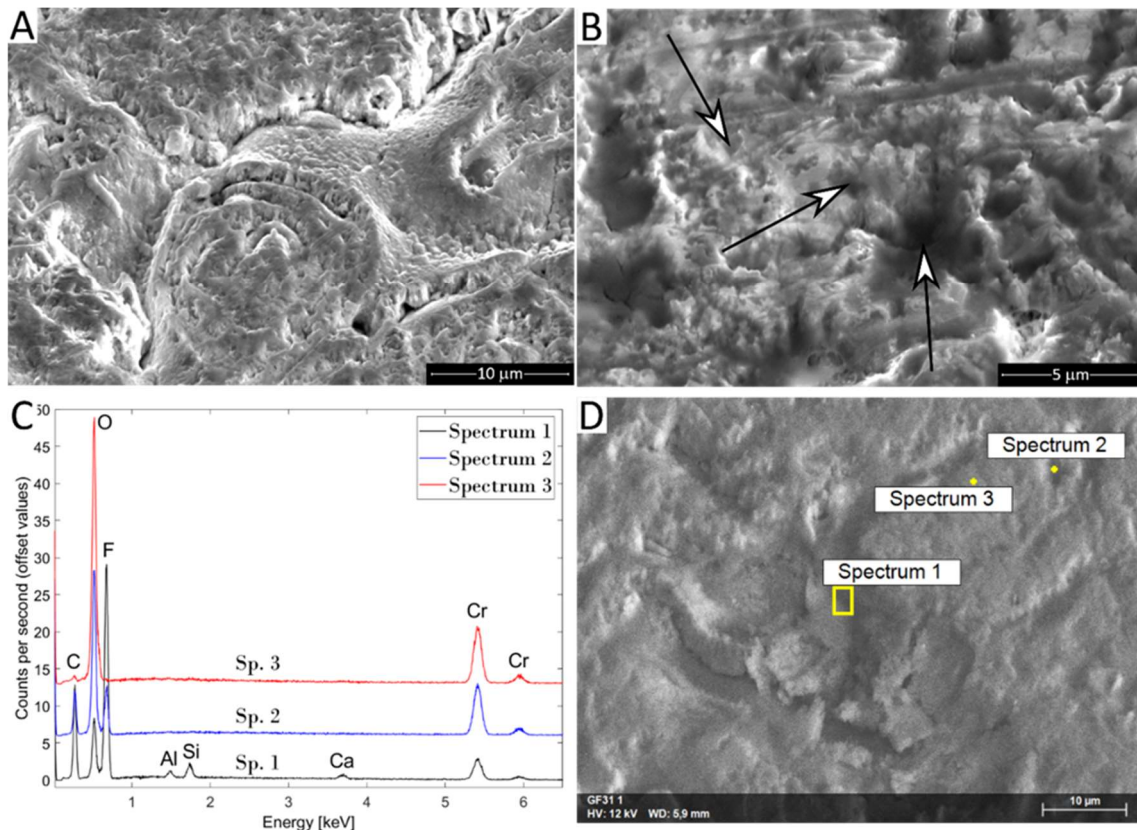 A
10 µm
B
5 µm
C
Counts per second (offset values)
50
45
40
35
30
25
20
15
10
5
0
O
F
C
Al
Si
Ca
Cr
Cr
Spectrum 1
Spectrum 2
Spectrum 3
Sp. 3
Sp. 2
Sp. 1
1
2
3
4
5
6
Energy [keV]
D
Spectrum 2
Spectrum 3
Spectrum 1
GF31 1
HV: 12 kV WD: 5,9 mm
10 µm